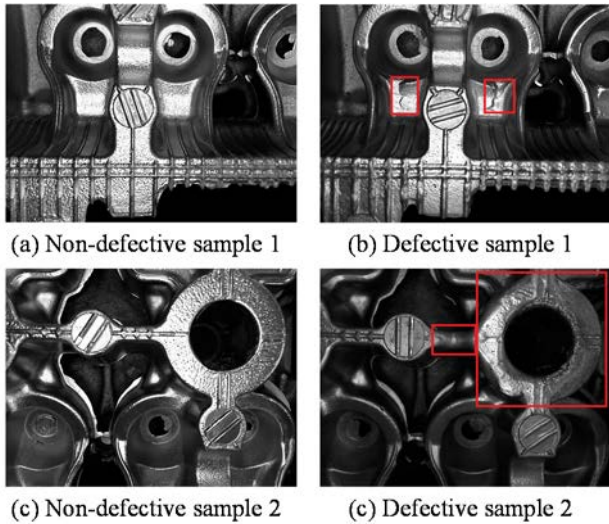 (a) Non-defective sample 1
(b) Defective sample 1
(c) Non-defective sample 2
(c) Defective sample 2